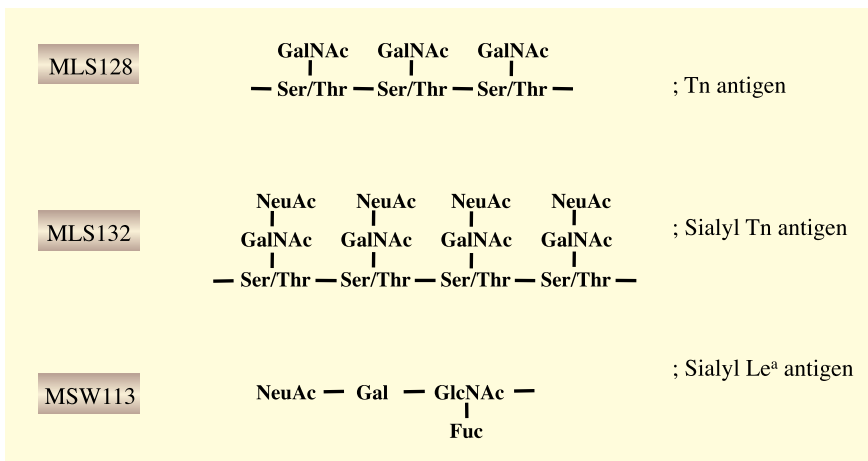 MLS128
GalNAc GalNAc GalNAc
Ser/Thr Ser/Thr Ser/Thr
; Tn antigen
MLS132
NeuAc NeuAc NeuAc NeuAc
GalNAc GalNAc GalNAc GalNAc
Ser/Thr Ser/Thr Ser/Thr Ser/Thr
; Sialyl Tn antigen
MSW113
NeuAc Gal GlcNAc
Fuc
; Sialyl Leᵃ antigen